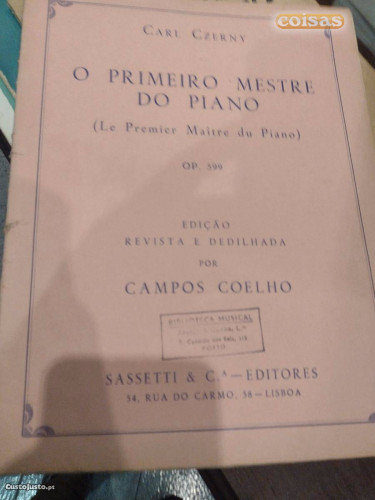 coisas
CARL CZERNY
O PRIMEIRO MESTRE
DO PIANO
(Le Premier Maitre du Piano)
OP. 599
EDIÇÃO
REVISTA E DEDILHADA
POR
CAMPOS COELHO
BIBLIOTECA MUSICAL
SASSETTI & C.ᴬ — EDITORES
54, RUA DO CARMO, 58 — LISBOA
CustoJusto.pt